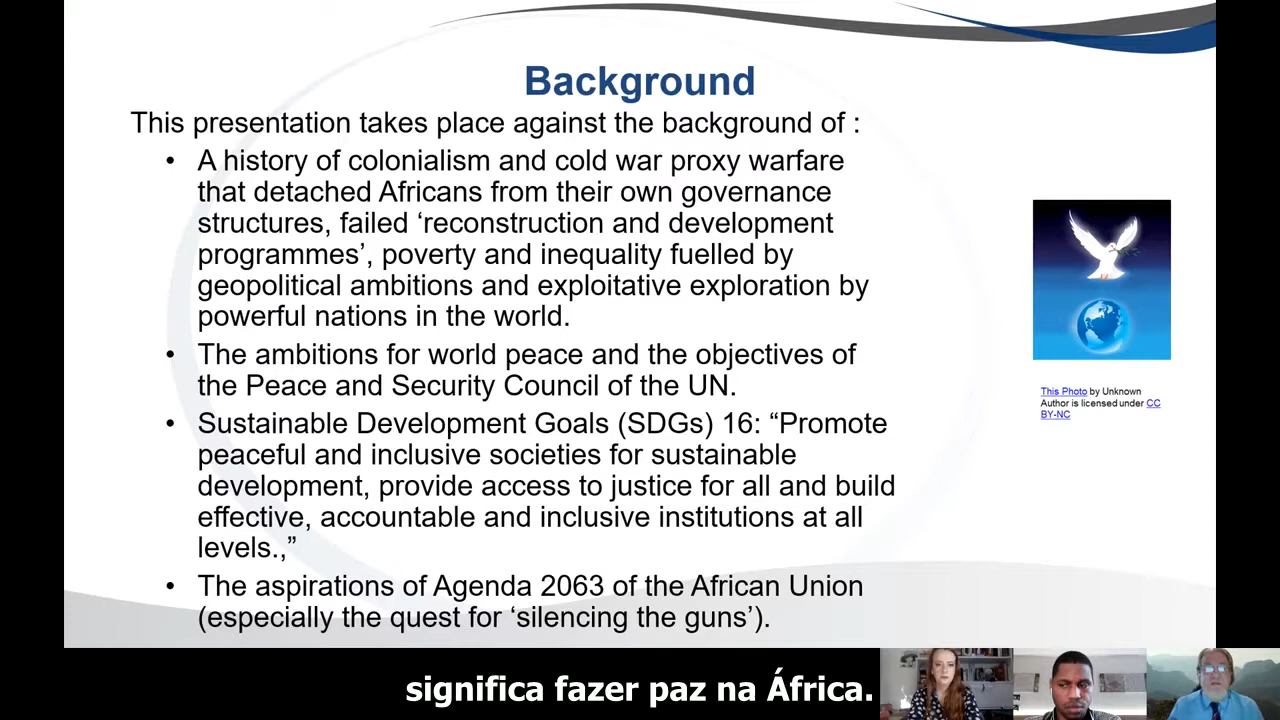 Background
This presentation takes place against the background of :
• A history of colonialism and cold war proxy warfare
that detached Africans from their own governance
structures, failed ‘reconstruction and development
programmes’, poverty and inequality fuelled by
geopolitical ambitions and exploitative exploration by
powerful nations in the world.
• The ambitions for world peace and the objectives of
the Peace and Security Council of the UN.
• Sustainable Development Goals (SDGs) 16: “Promote
peaceful and inclusive societies for sustainable
development, provide access to justice for all and build
effective, accountable and inclusive institutions at all
levels.,”
• The aspirations of Agenda 2063 of the African Union
(especially the quest for ‘silencing the guns’).
This Photo by Unknown
Author is licensed under CC
BY-NC
significa fazer paz na África.